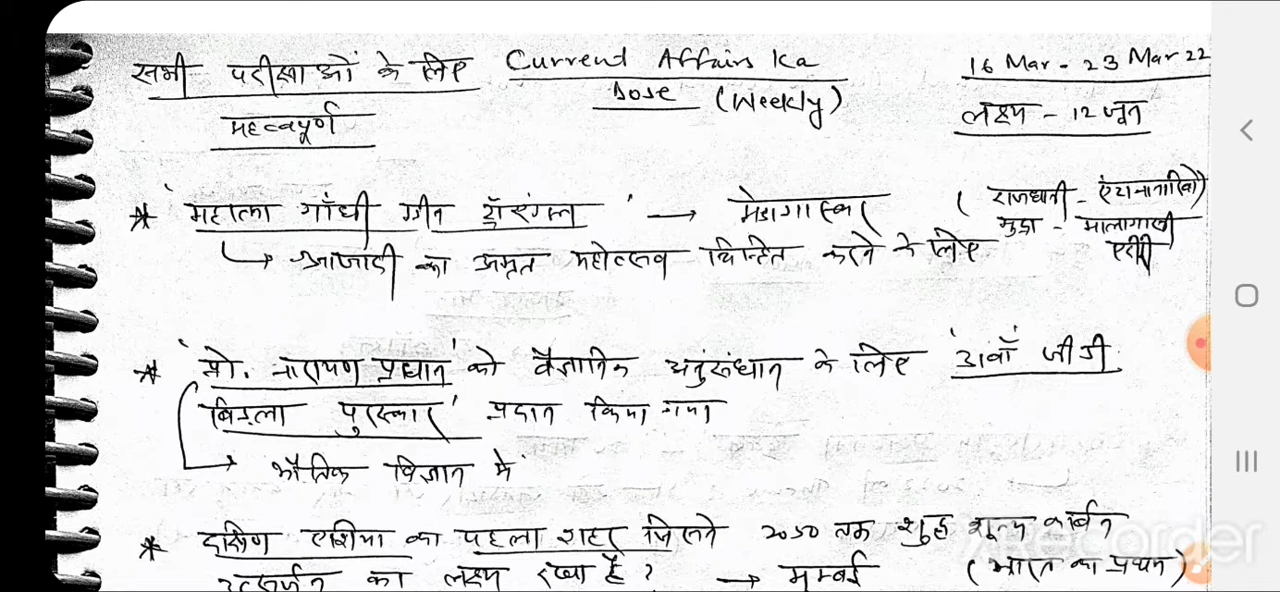 सभी परीक्षाओं के लिए Current Affairs Ka 16 Mar - 23 Mar 22
महत्वपूर्ण Dose (Weekly) लक्ष्य - 12 जून
* 'महात्मा गाँधी ग्रीन ट्रॅाएंगल' → मेडागास्कर (राजधानी - एंटानानारिवो)
मुद्रा - मालागासी
→ आजादी का अमृत महोत्सव चिन्हित करने के लिए एरीरी
* 'प्रो. नारायण प्रधान' को वैज्ञानिक अनुसंधान के लिए '31वाँ' जीडी
बिड़ला पुरस्कार' प्रदान किया गया
→ भौतिक विज्ञान में
* दक्षिण एशिया का पहला शहर जिसने 2050 तक शुद्ध शून्य कार्बन
उत्सर्जन का लक्ष्य रखा है? → मुम्बई (भारत का प्रथम)
XRecorder